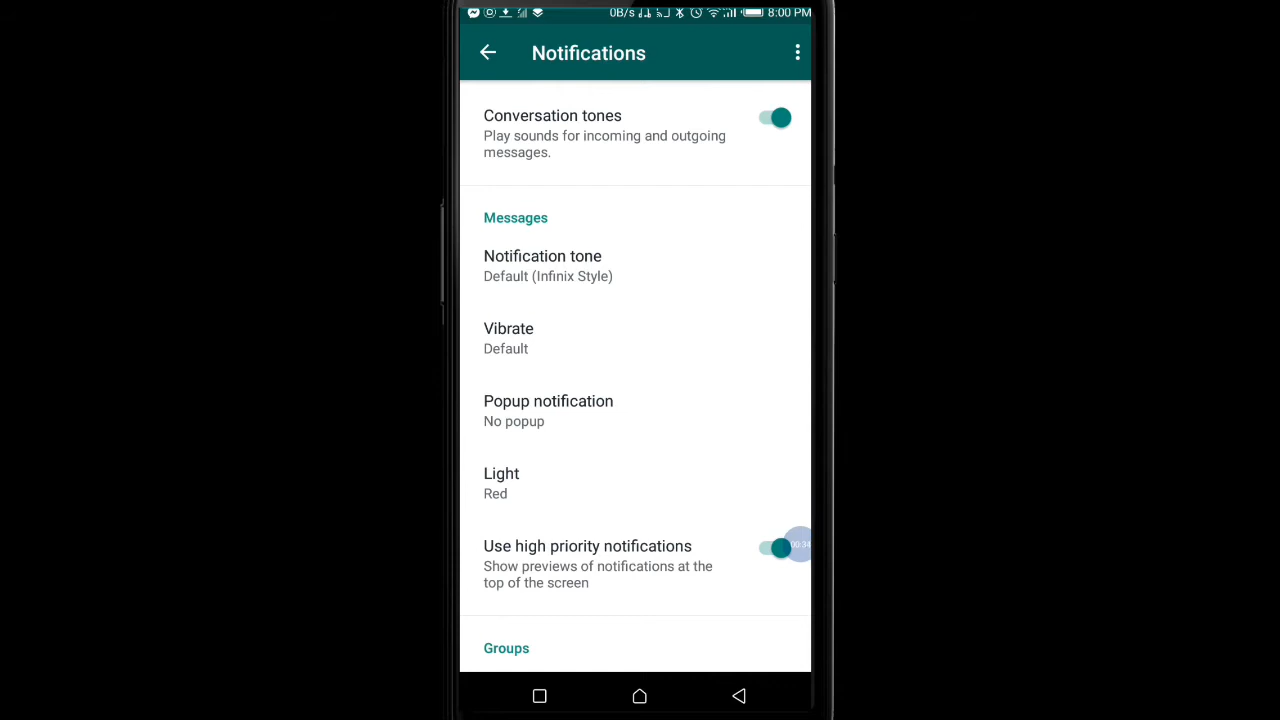 0B/s 8:00 PM
Notifications
Conversation tones
Play sounds for incoming and outgoing
messages.
Messages
Notification tone
Default (Infinix Style)
Vibrate
Default
Popup notification
No popup
Light
Red
Use high priority notifications
00:34
Show previews of notifications at the
top of the screen
Groups